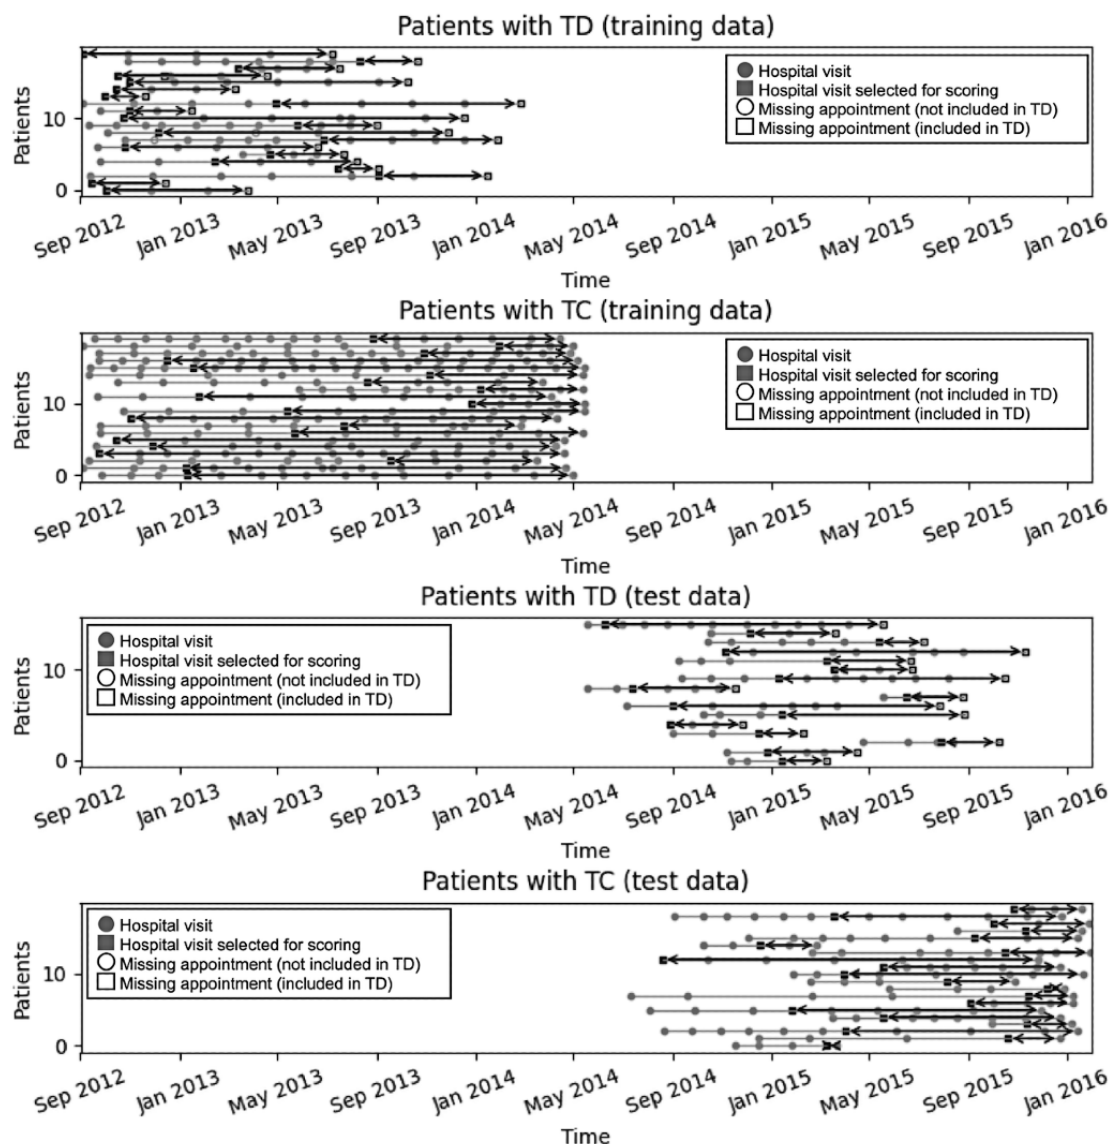 Patients with TD (training data)
Patients
10
0
Hospital visit
Hospital visit selected for scoring
Missing appointment (not included in TD)
Missing appointment (included in TD)
Sep 2012 Jan 2013 May 2013 Sep 2013 Jan 2014 May 2014 Sep 2014 Jan 2015 May 2015 Sep 2015 Jan 2016
Time
Patients with TC (training data)
Patients
10
0
Hospital visit
Hospital visit selected for scoring
Missing appointment (not included in TD)
Missing appointment (included in TD)
Sep 2012 Jan 2013 May 2013 Sep 2013 Jan 2014 May 2014 Sep 2014 Jan 2015 May 2015 Sep 2015 Jan 2016
Time
Patients with TD (test data)
Patients
10
0
Hospital visit
Hospital visit selected for scoring
Missing appointment (not included in TD)
Missing appointment (included in TD)
Sep 2012 Jan 2013 May 2013 Sep 2013 Jan 2014 May 2014 Sep 2014 Jan 2015 May 2015 Sep 2015 Jan 2016
Time
Patients with TC (test data)
Patients
10
0
Hospital visit
Hospital visit selected for scoring
Missing appointment (not included in TD)
Missing appointment (included in TD)
Sep 2012 Jan 2013 May 2013 Sep 2013 Jan 2014 May 2014 Sep 2014 Jan 2015 May 2015 Sep 2015 Jan 2016
Time